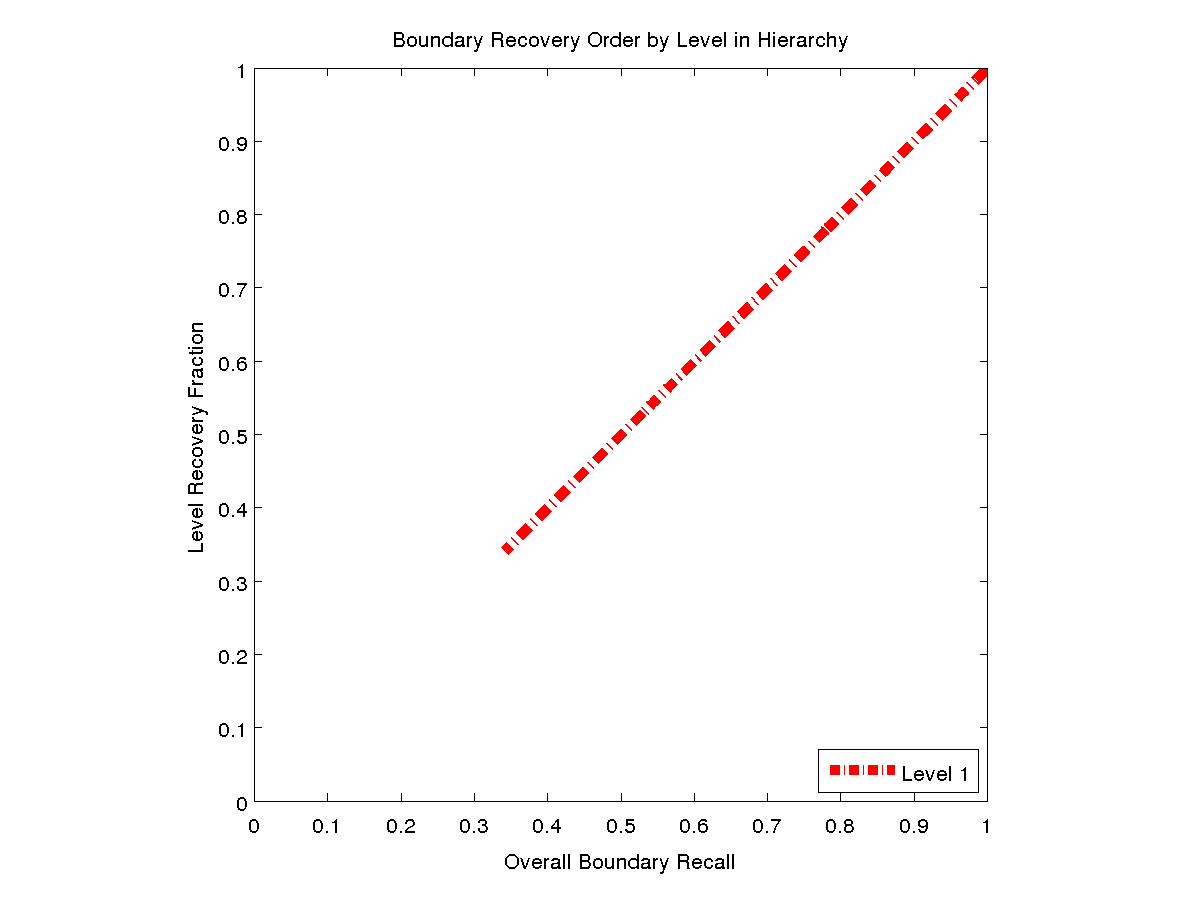 Boundary Recovery Order by Level in Hierarchy
1
0.9
0.8
0.7
0.6
0.5
0.4
0.3
0.2
0.1
0
Level Recovery Fraction
Level 1
0 0.1 0.2 0.3 0.4 0.5 0.6 0.7 0.8 0.9 1
Overall Boundary Recall